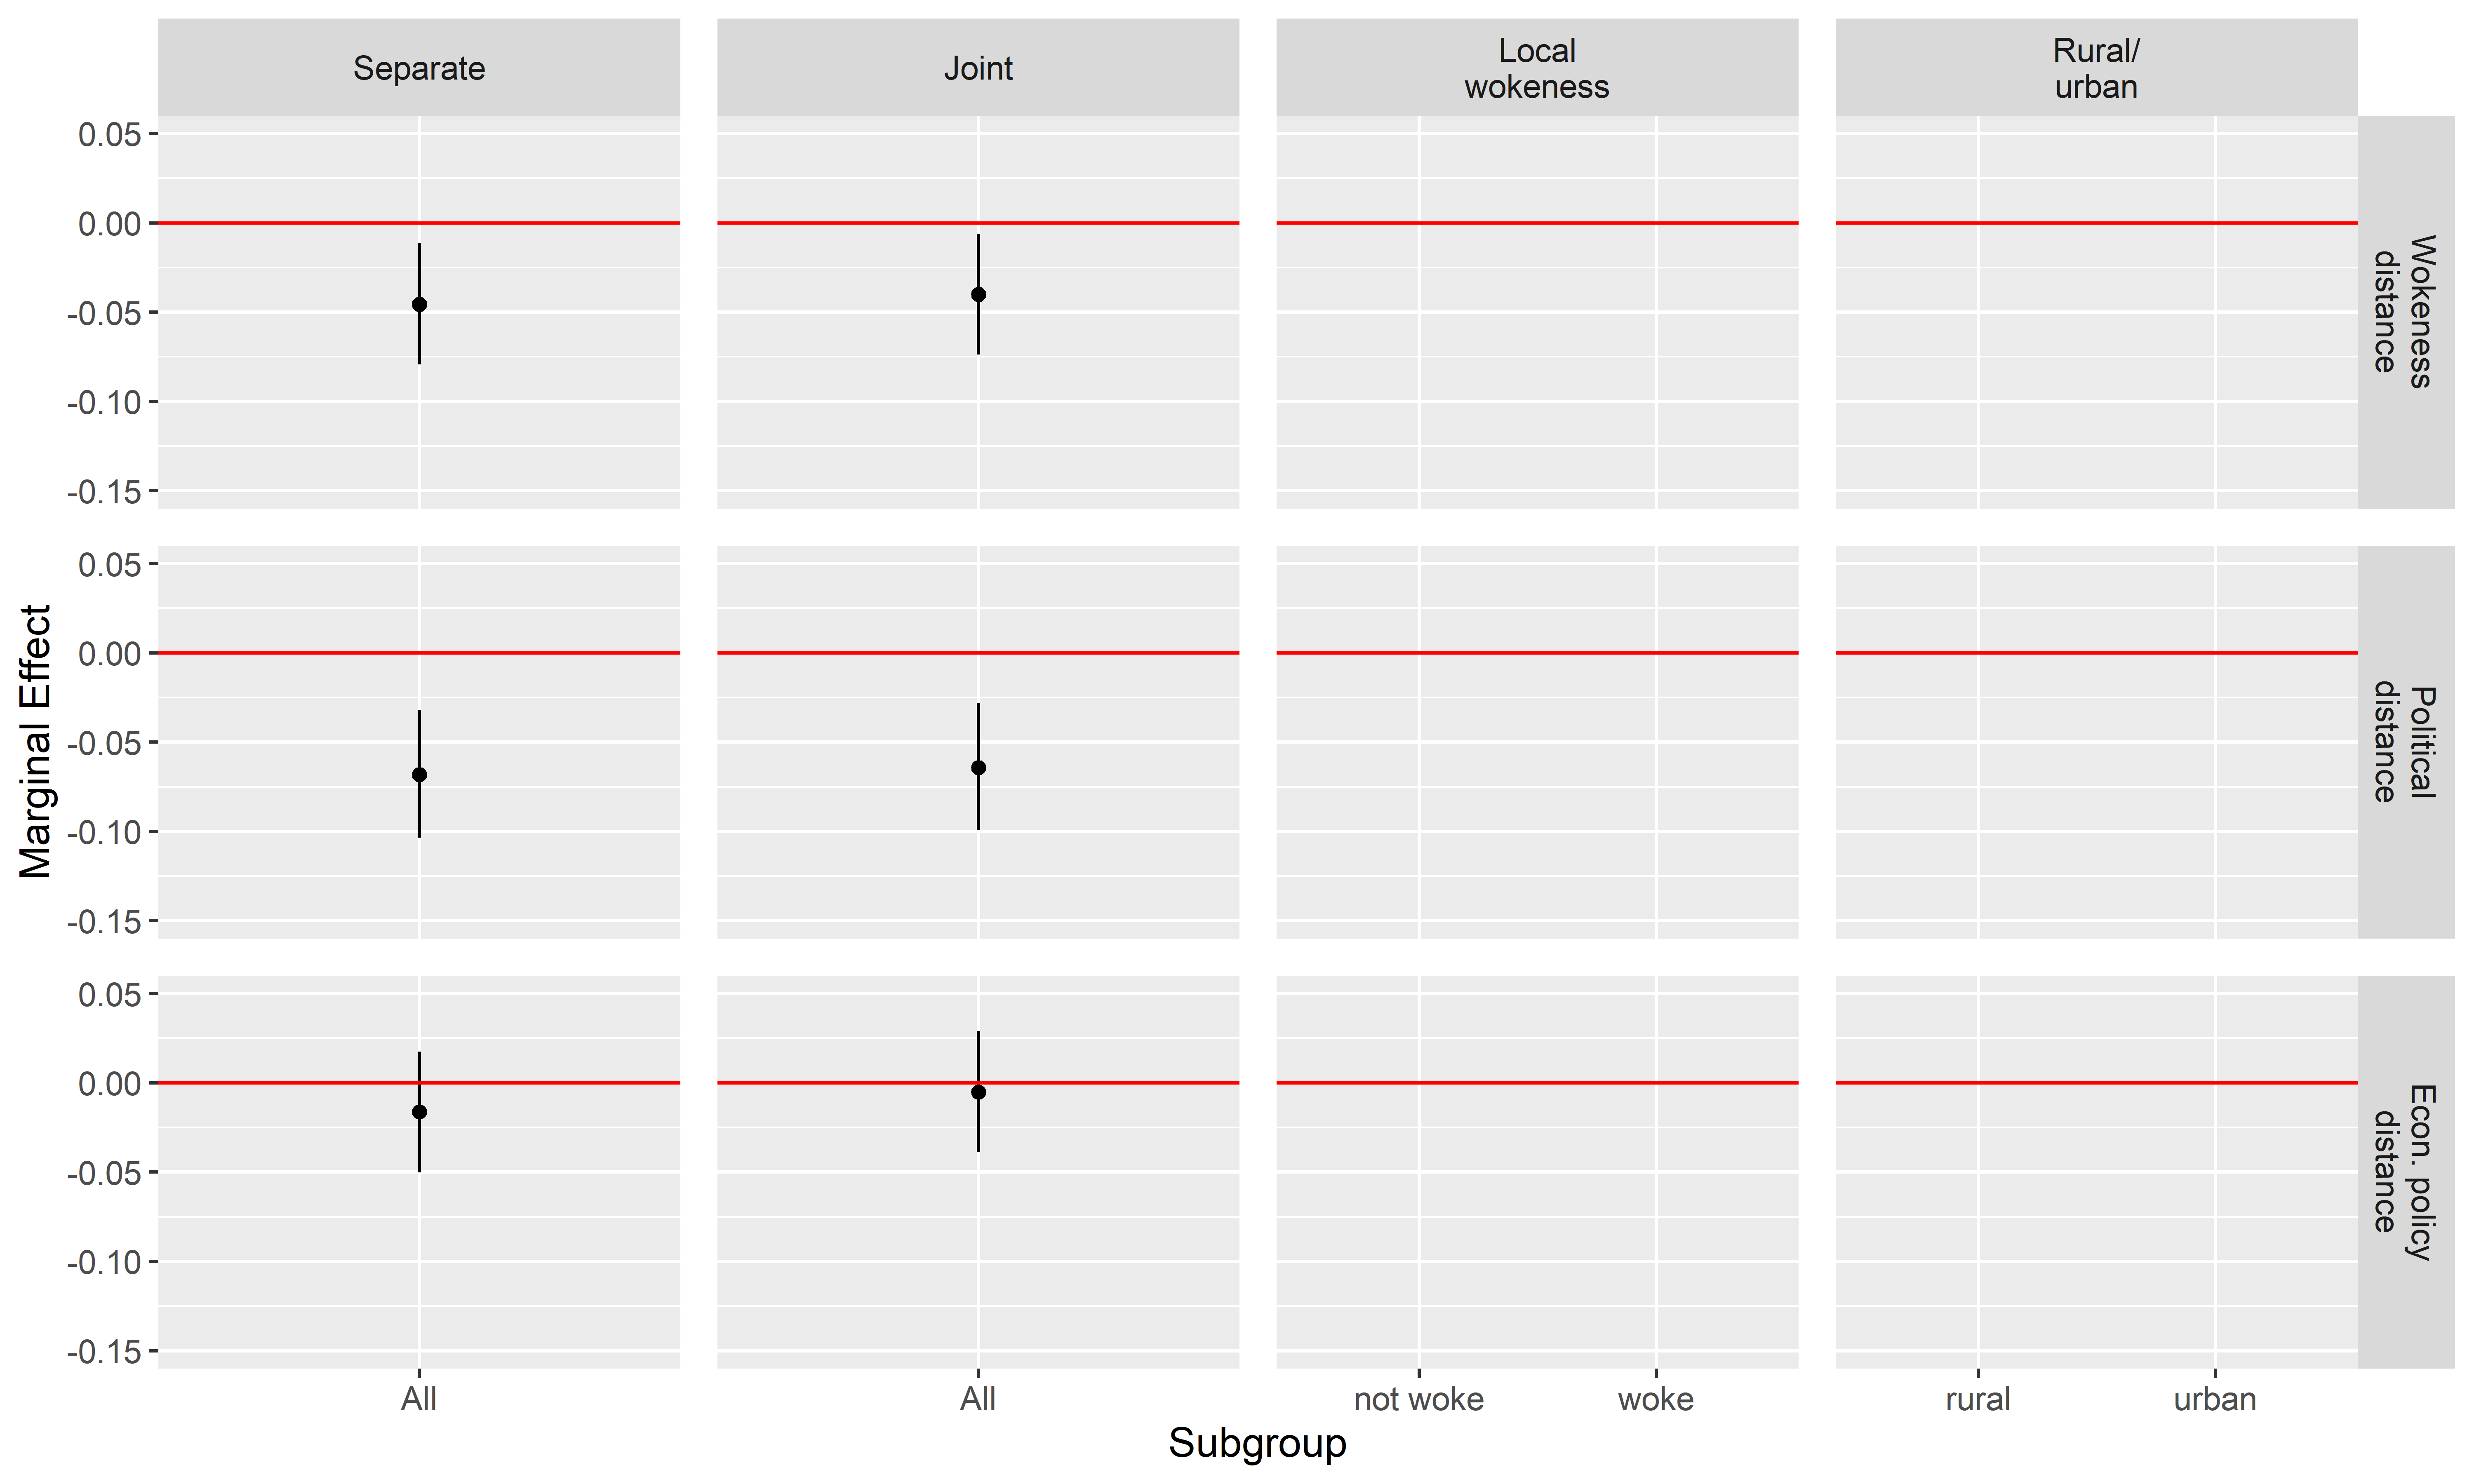 Separate
Joint
Local
wokeness
Rural/
urban
0.05
0.00
-0.05
-0.10
-0.15
Wokeness
distance
0.05
0.00
-0.05
-0.10
-0.15
Political
distance
0.05
0.00
-0.05
-0.10
-0.15
Econ. policy
distance
Marginal Effect
All
All
not woke
woke
rural
urban
Subgroup